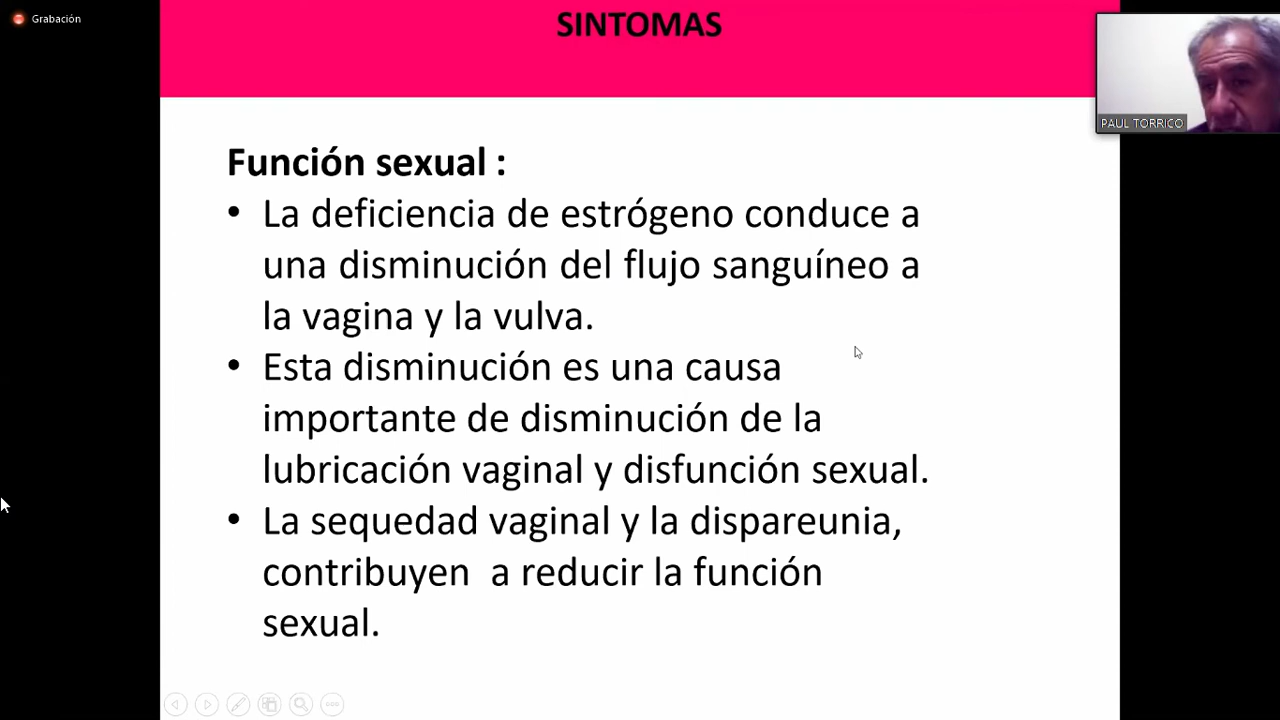 Grabación
SINTOMAS
PAUL TORRICO
Función sexual :
• La deficiencia de estrógeno conduce a
una disminución del flujo sanguíneo a
la vagina y la vulva.
• Esta disminución es una causa
importante de disminución de la
lubricación vaginal y disfunción sexual.
• La sequedad vaginal y la dispareunia,
contribuyen  a reducir la función
sexual.